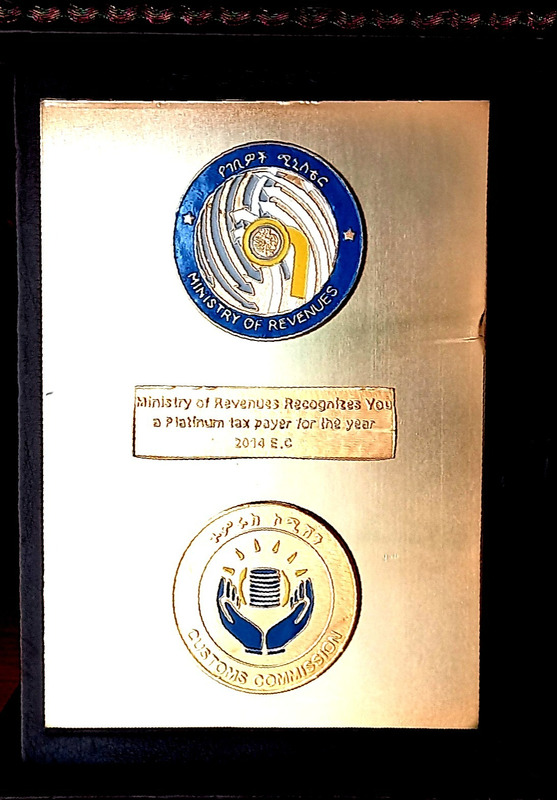 የገቢዎች ሚኒስቴር
MINISTRY OF REVENUES
Ministry of Revenues Recognizes You
a Platinum tax payer for the year
2014 E.C
ጉምሩክ ኮሚሽን
CUSTOMS COMMISSION